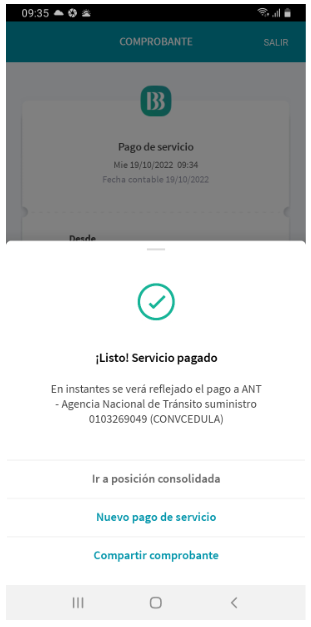 09:35
COMPROBANTE
SALIR
B
Pago de servicio
Mie 19/10/2022 09:34
Fecha contable 19/10/2022
Desde
¡Listo! Servicio pagado
En instantes se verá reflejado el pago a ANT
- Agencia Nacional de Tránsito suministro
0103269049 (CONVCEDULA)
Ir a posición consolidada
Nuevo pago de servicio
Compartir comprobante